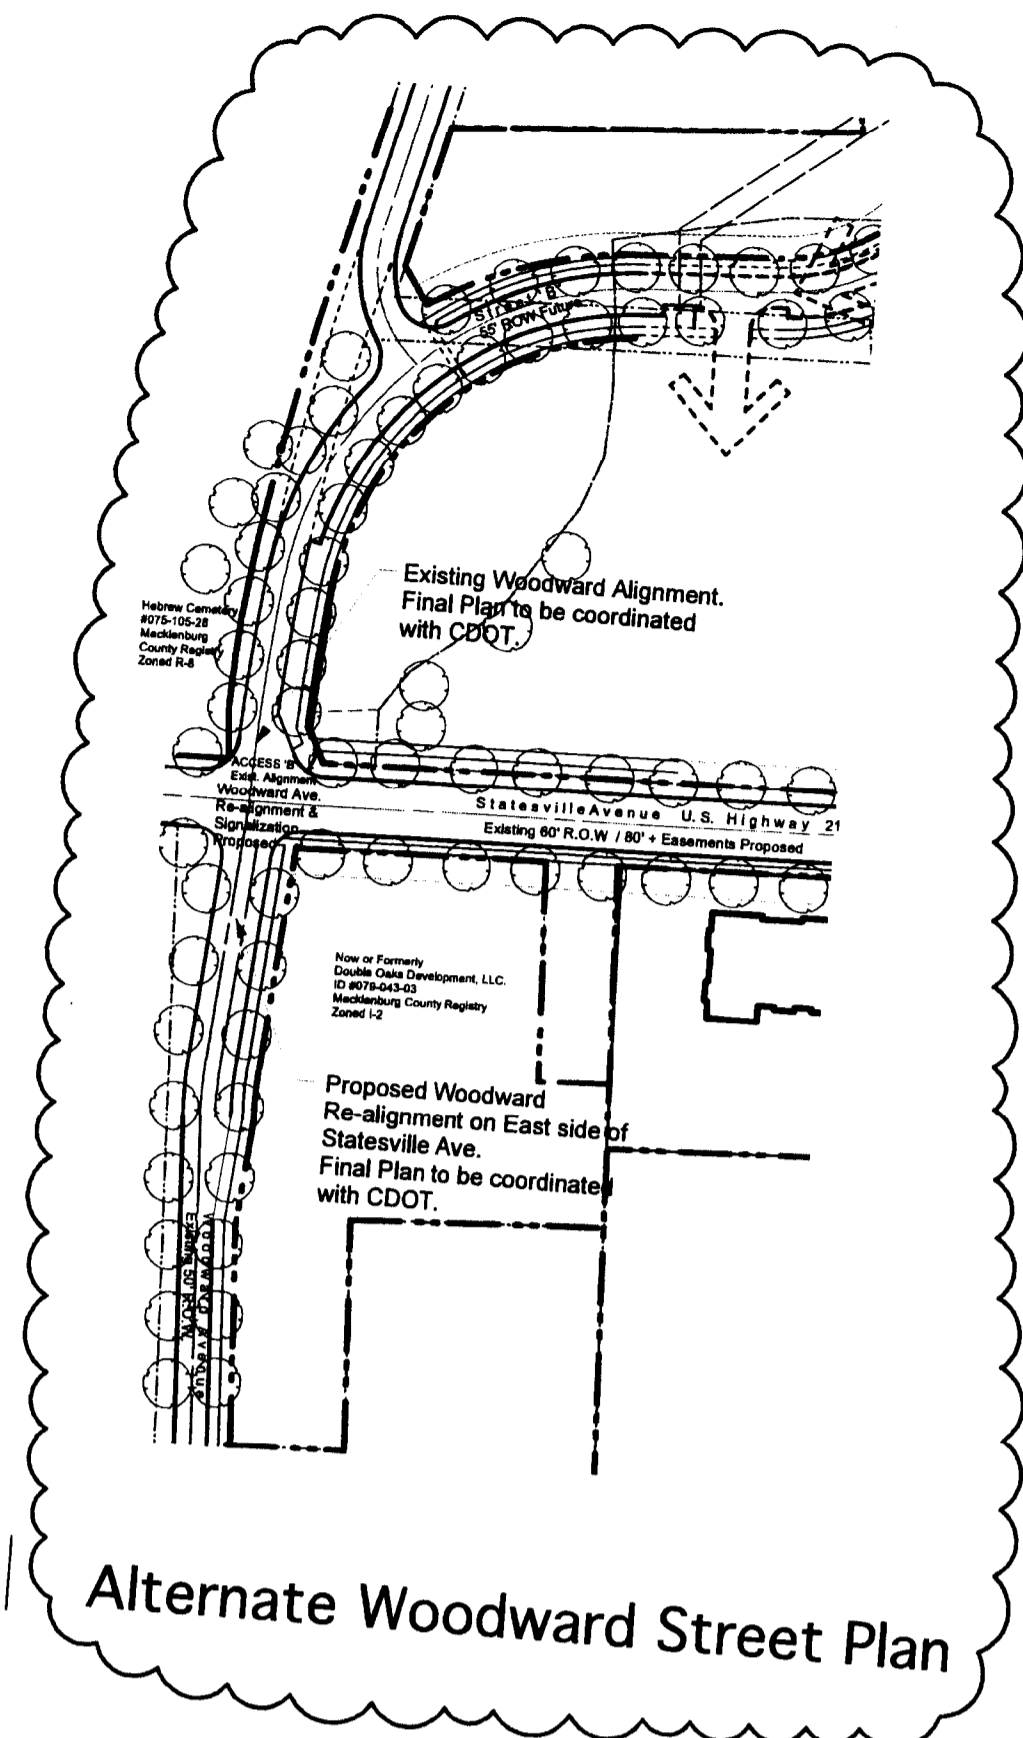 Street "B"
55' ROW Future
Existing Woodward Alignment.
Final Plan to be coordinated
with CDOT.
Hebrew Cemetery
#075-105-28
Mecklenburg
County Registry
Zoned R-8
ACCESS 'B'
Exist. Alignment
Woodward Ave.
Re-alignment &
Signalization
Proposed
Statesville Avenue U.S. Highway 21
Existing 60' R.O.W / 80' + Easements Proposed
Now or Formerly
Double Oaks Development, LLC.
ID #079-043-03
Mecklenburg County Registry
Zoned I-2
Proposed Woodward
Re-alignment on East side of
Statesville Ave.
Final Plan to be coordinated
with CDOT.
Woodward Avenue
Existing 50' R.O.W.
Alternate Woodward Street Plan